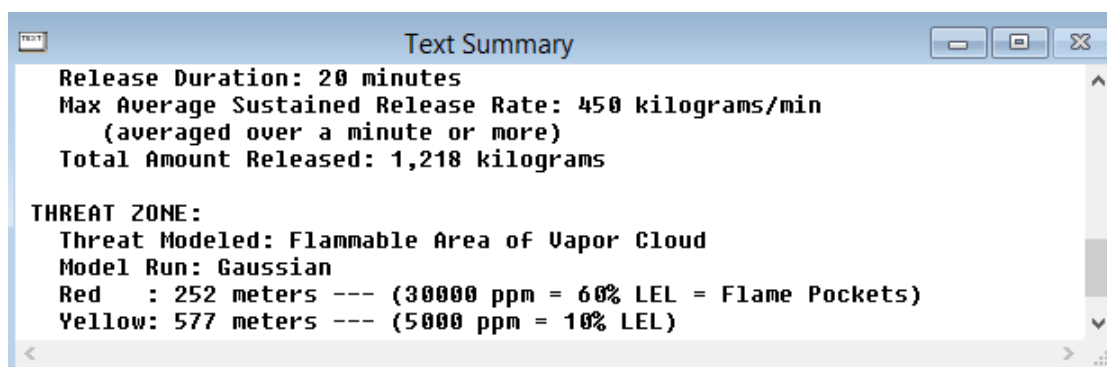 TEXT
Text Summary
Release Duration: 20 minutes
Max Average Sustained Release Rate: 450 kilograms/min
(averaged over a minute or more)
Total Amount Released: 1,218 kilograms
THREAT ZONE:
Threat Modeled: Flammable Area of Vapor Cloud
Model Run: Gaussian
Red : 252 meters --- (30000 ppm = 60% LEL = Flame Pockets)
Yellow: 577 meters --- (5000 ppm = 10% LEL)